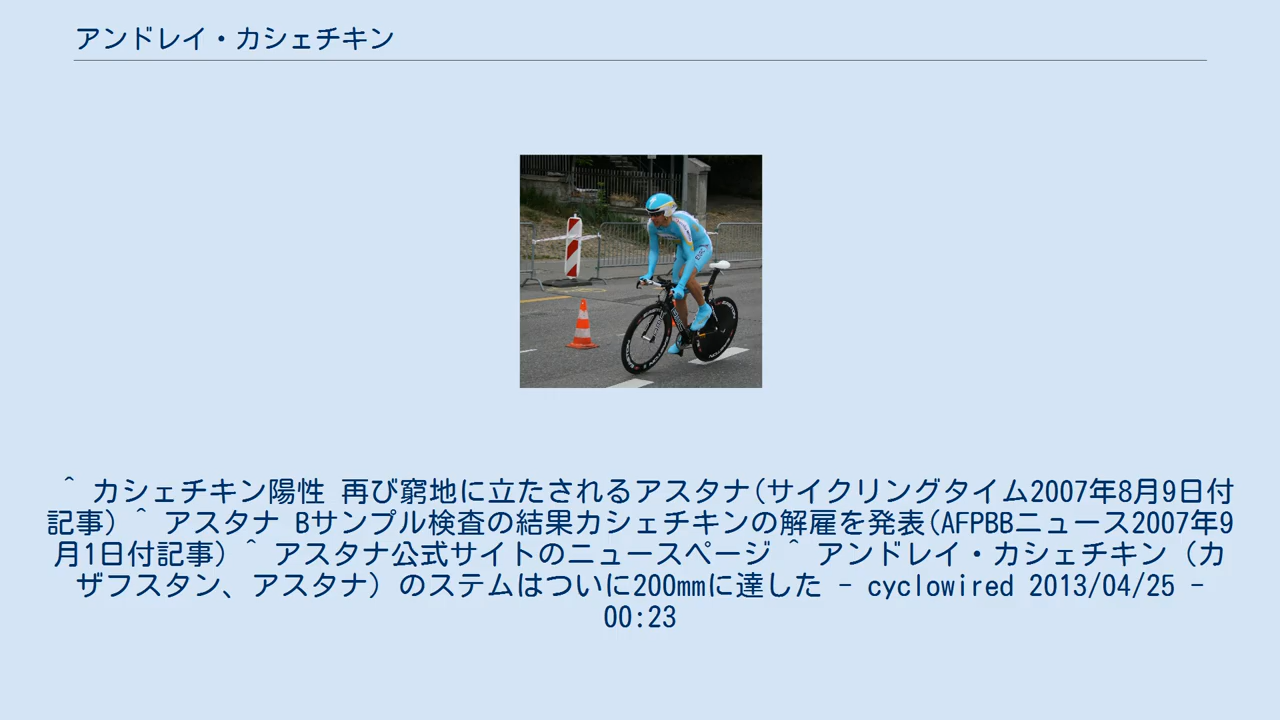 アンドレイ・カシェチキン
^ カシェチキン陽性 再び窮地に立たされるアスタナ(サイクリングタイム2007年8月9日付
記事) ^ アスタナ Bサンプル検査の結果カシェチキンの解雇を発表(AFPBBニュース2007年9
月1日付記事) ^ アスタナ公式サイトのニュースページ ^ アンドレイ・カシェチキン（カ
ザフスタン、アスタナ）のステムはついに200mmに達した - cyclowired 2013/04/25 -
00:23